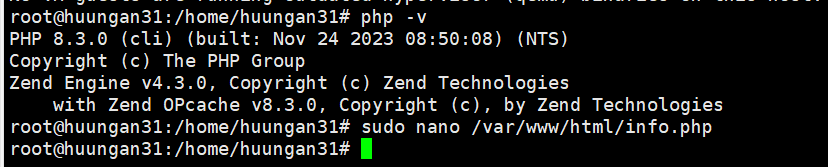 root@huungan31:/home/huungan31# php -v
PHP 8.3.0 (cli) (built: Nov 24 2023 08:50:08) (NTS)
Copyright (c) The PHP Group
Zend Engine v4.3.0, Copyright (c) Zend Technologies
    with Zend OPcache v8.3.0, Copyright (c), by Zend Technologies
root@huungan31:/home/huungan31# sudo nano /var/www/html/info.php
root@huungan31:/home/huungan31#